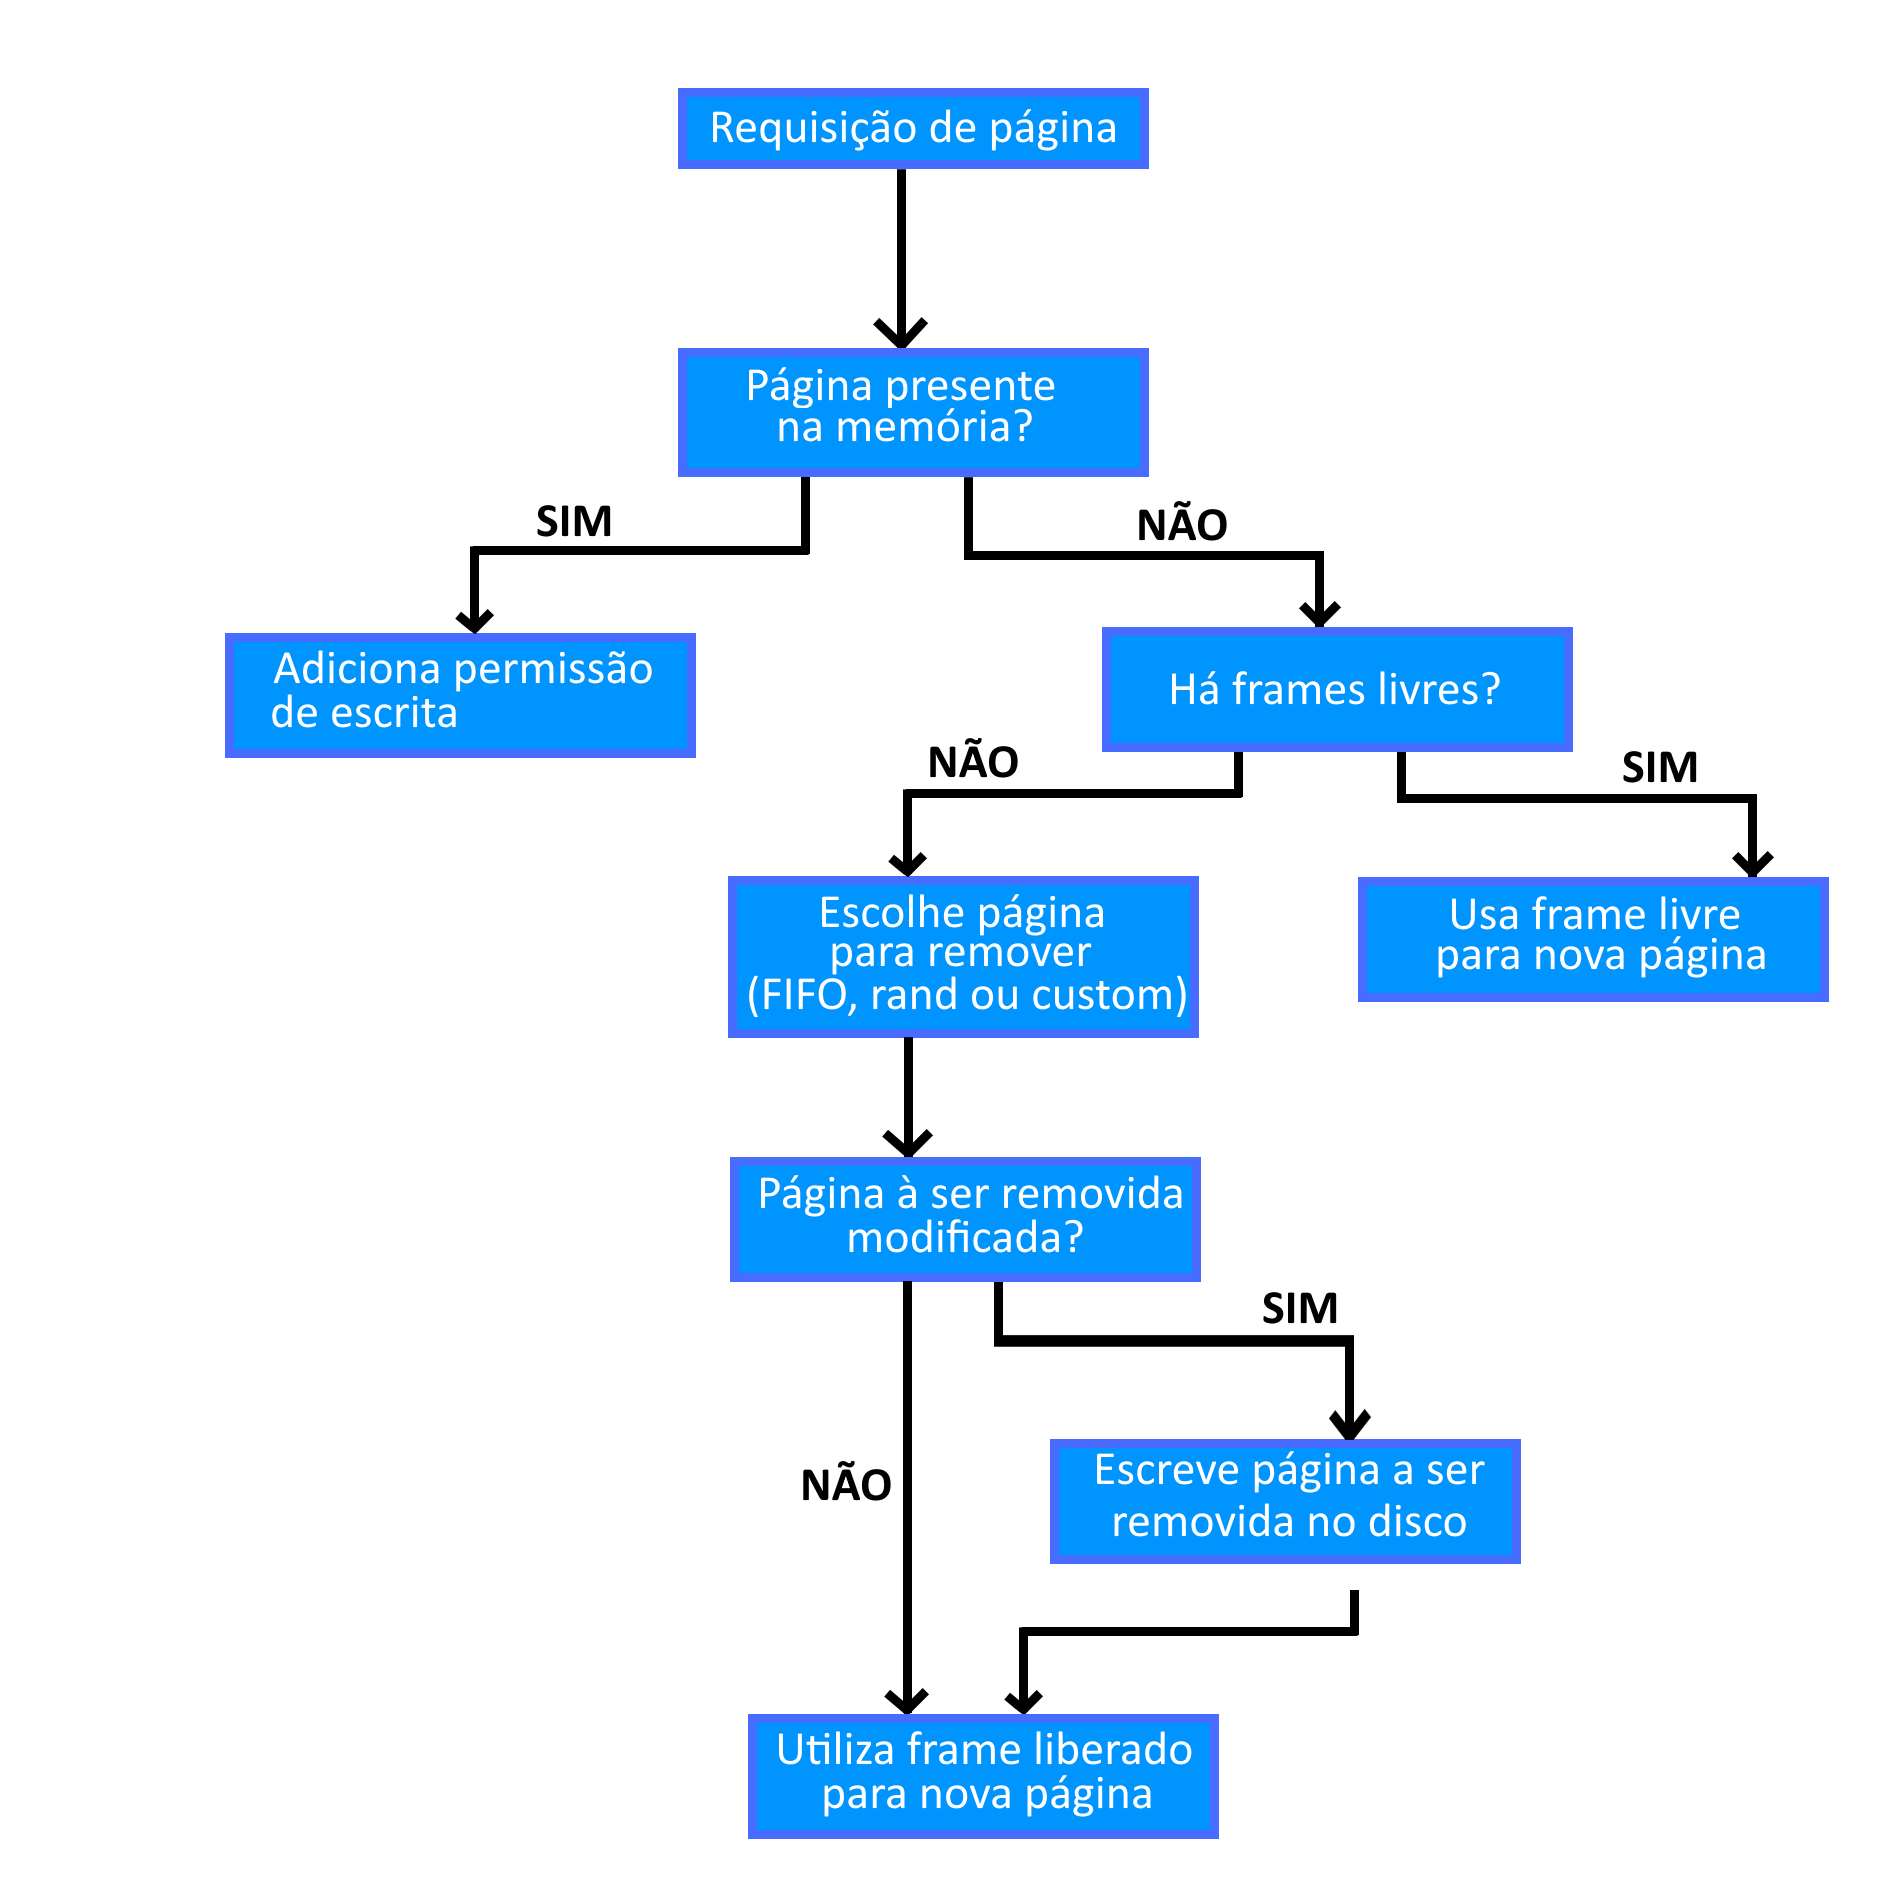 Requisição de página
Página presente
na memória?
SIM
NÃO
Adiciona permissão
de escrita
Há frames livres?
NÃO
SIM
Escolhe página
para remover
(FIFO, rand ou custom)
Usa frame livre
para nova página
Página à ser removida
modificada?
SIM
NÃO
Escreve página a ser
removida no disco
Utiliza frame liberado
para nova página